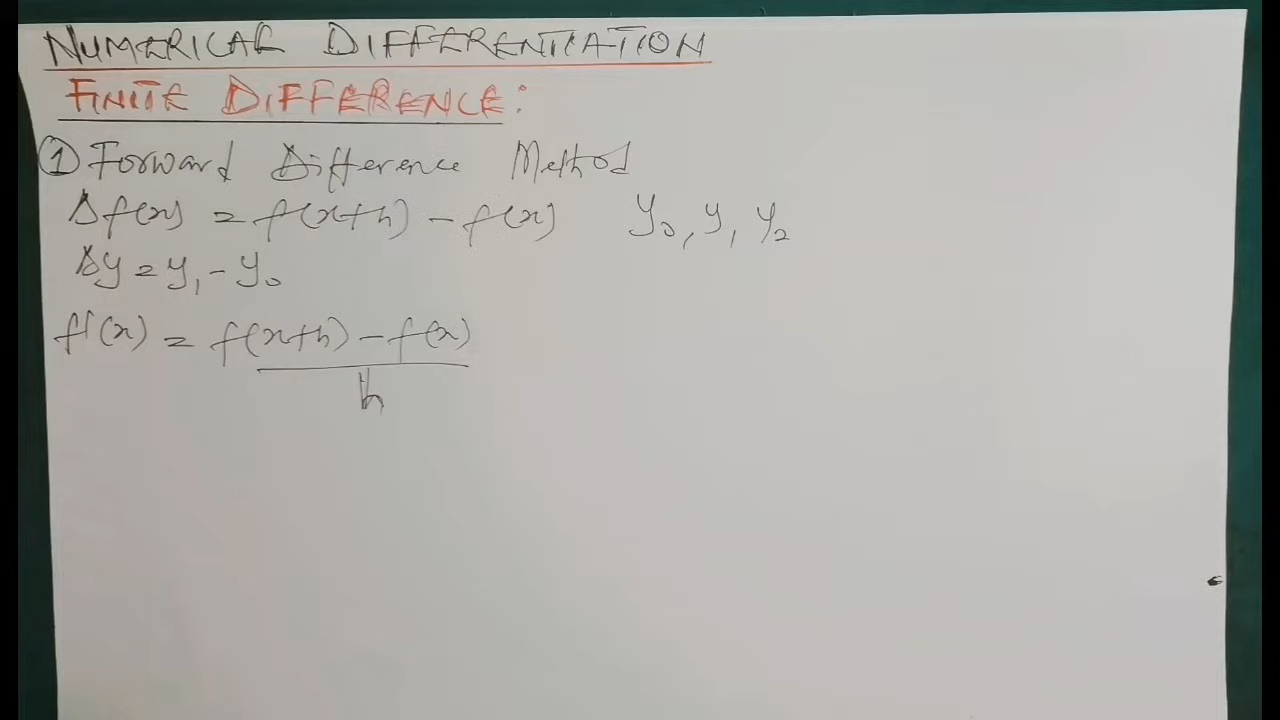 NUMERICAL DIFFERENTIATION
FINITE DIFFERENCE:
① Forward Difference Method
Δf(x) = f(x+h) - f(x) y₀, y₁ y₂
Δy = y₁ - y₀
f'(x) = f(x+h) - f(x)
h